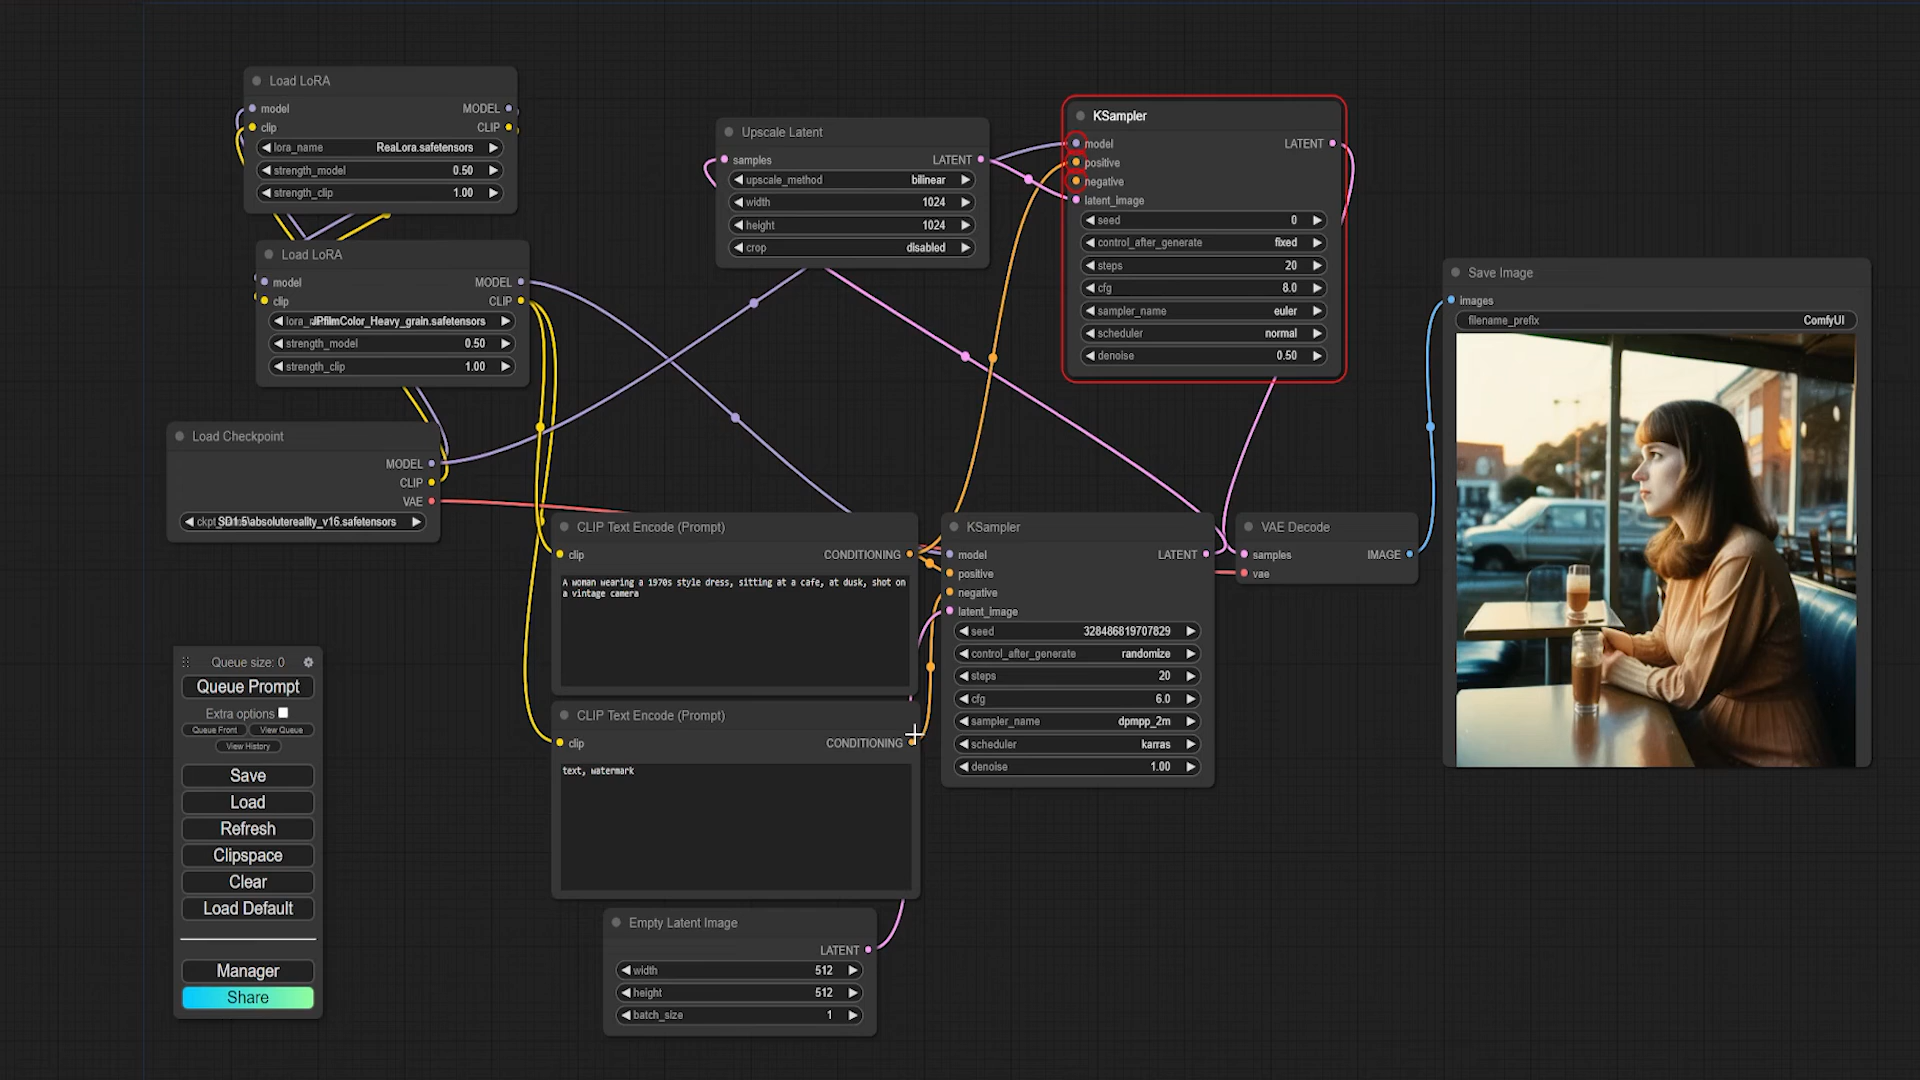 Load LoRA
model MODEL
clip CLIP
lora_name ReaLora.safetensors
strength_model 0.50
strength_clip 1.00
Load LoRA
model MODEL
clip CLIP
JPfilmColor_Heavy_grain.safetensors
strength_model 0.50
strength_clip 1.00
Load Checkpoint
MODEL
CLIP
VAE
SD1.5\absolutereality_v16.safetensors
Queue size: 0
Queue Prompt
Extra options
Queue Front View Queue
View History
Save
Load
Refresh
Clipspace
Clear
Load Default
Manager
Share
Upscale Latent
samples LATENT
upscale_method bilinear
width 1024
height 1024
crop disabled
CLIP Text Encode (Prompt)
clip CONDITIONING
A woman wearing a 1970s style dress, sitting at a cafe, at dusk, shot on
a vintage camera
CLIP Text Encode (Prompt)
clip CONDITIONING
text, watermark
Empty Latent Image
LATENT
width 512
height 512
batch_size 1
KSampler
model LATENT
positive
negative
latent_image
seed 0
control_after_generate fixed
steps 20
cfg 8.0
sampler_name euler
scheduler normal
denoise 0.50
KSampler
model LATENT
positive
negative
latent_image
seed 328486819707829
control_after_generate randomize
steps 20
cfg 6.0
sampler_name dpmpp_2m
scheduler karras
denoise 1.00
VAE Decode
samples IMAGE
vae
Save Image
images
filename_prefix ComfyUI